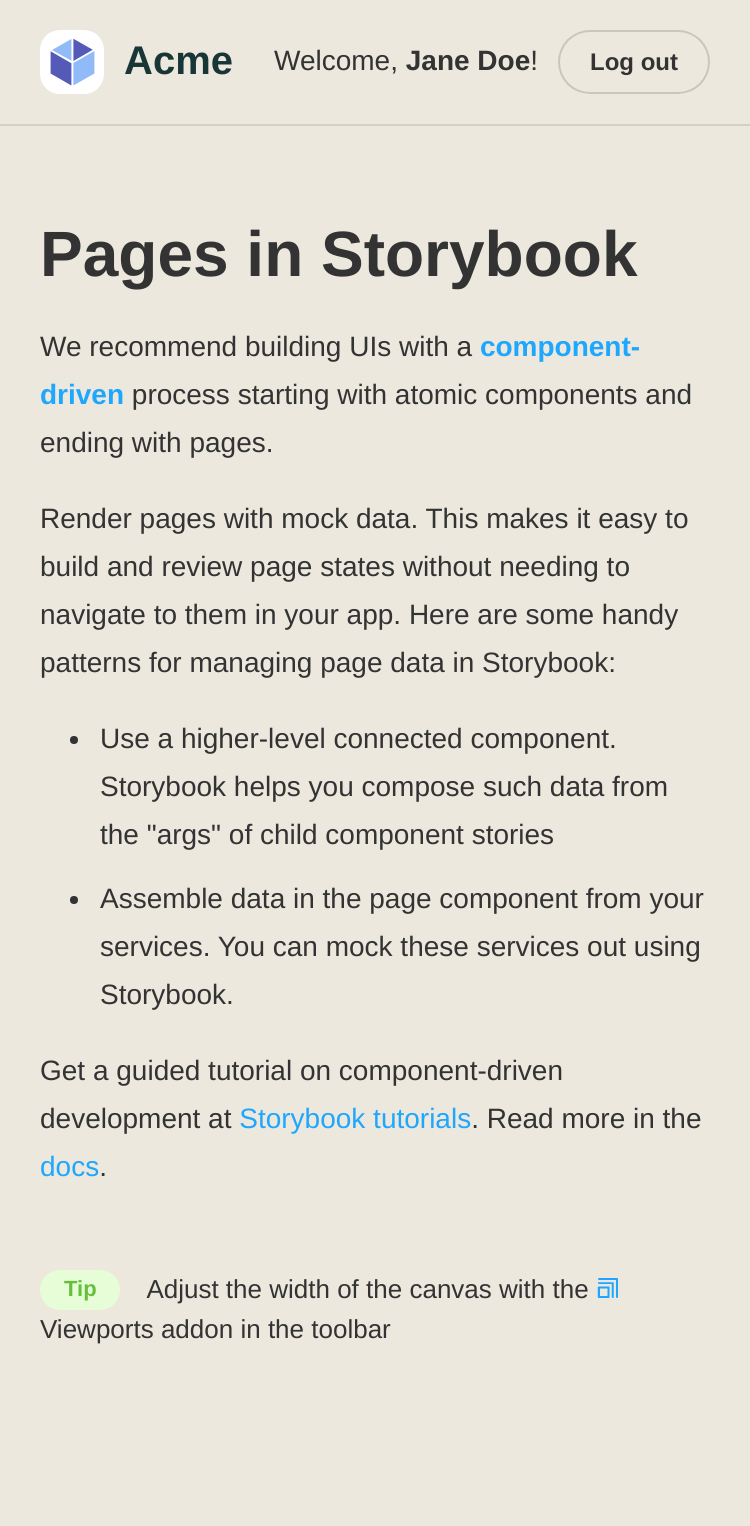 Acme
Welcome, Jane Doe!
Log out
Pages in Storybook
We recommend building UIs with a component-
driven process starting with atomic components and
ending with pages.
Render pages with mock data. This makes it easy to
build and review page states without needing to
navigate to them in your app. Here are some handy
patterns for managing page data in Storybook:
Use a higher-level connected component.
Storybook helps you compose such data from
the "args" of child component stories
Assemble data in the page component from your
services. You can mock these services out using
Storybook.
Get a guided tutorial on component-driven
development at Storybook tutorials. Read more in the
docs.
Tip Adjust the width of the canvas with the
Viewports addon in the toolbar